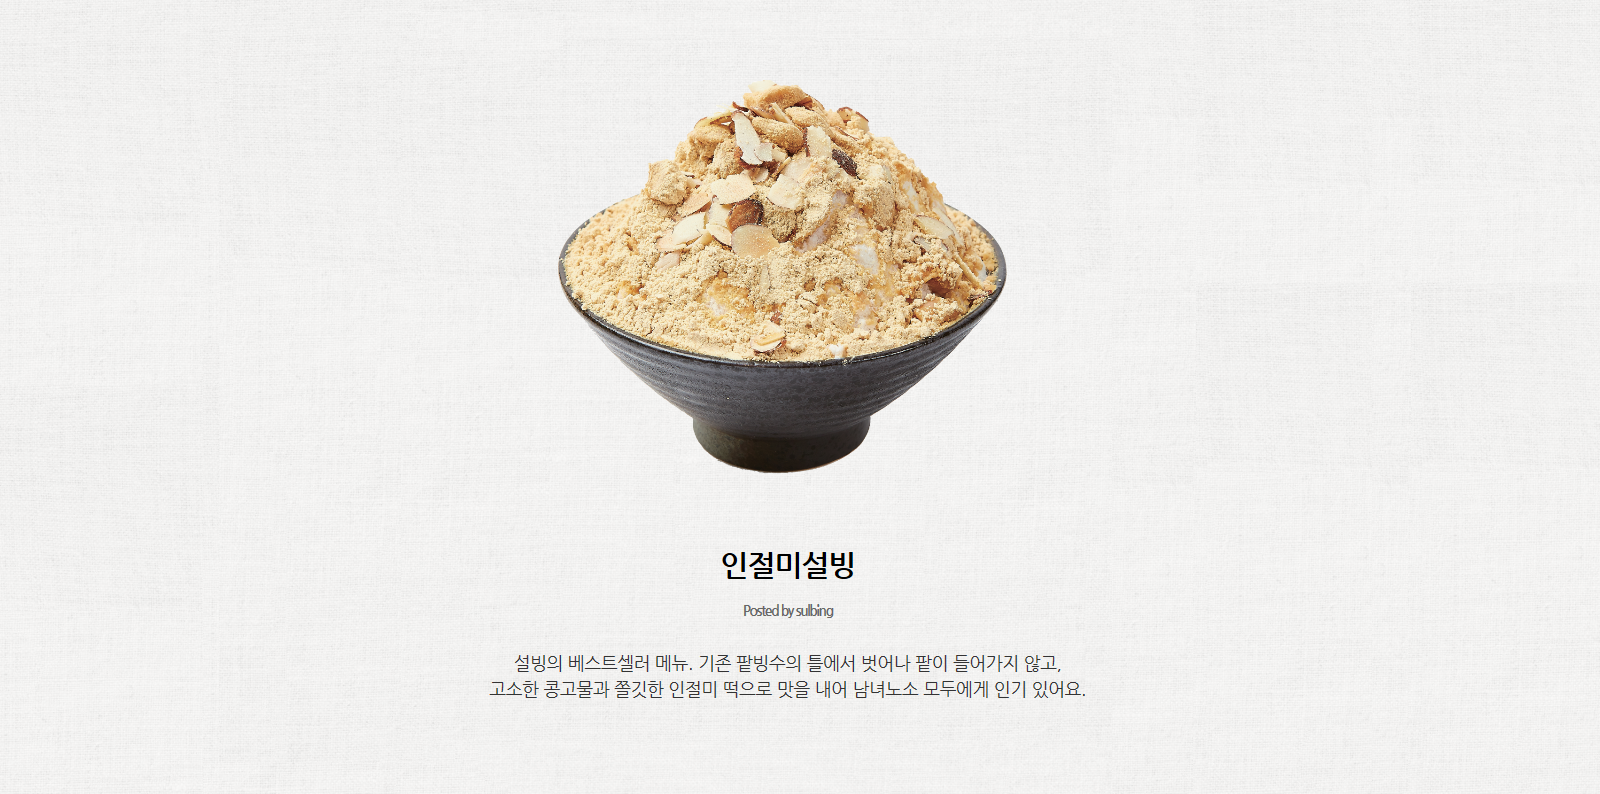 인절미설빙
Posted by sulbing
설빙의 베스트셀러 메뉴. 기존 팥빙수의 틀에서 벗어나 팥이 들어가지 않고,
고소한 콩고물과 쫄깃한 인절미 떡으로 맛을 내어 남녀노소 모두에게 인기 있어요.